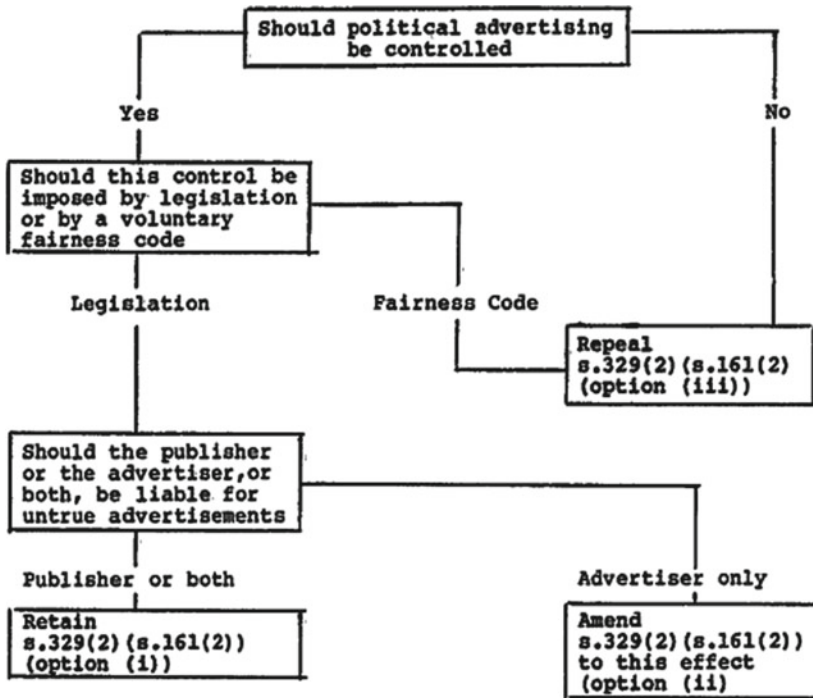 Should political advertising
be controlled
Yes
No
Should this control be
imposed by legislation
or by a voluntary
fairness code
Legislation
Fairness Code
Repeal
s.329(2)(s.161(2)
(option (iii))
Should the publisher
or the advertiser,or
both, be liable for
untrue advertisements
Publisher or both
Advertiser only
Retain
s.329(2)(s.161(2))
(option (i))
Amend
s.329(2)(s.161(2))
to this effect
(option (ii)